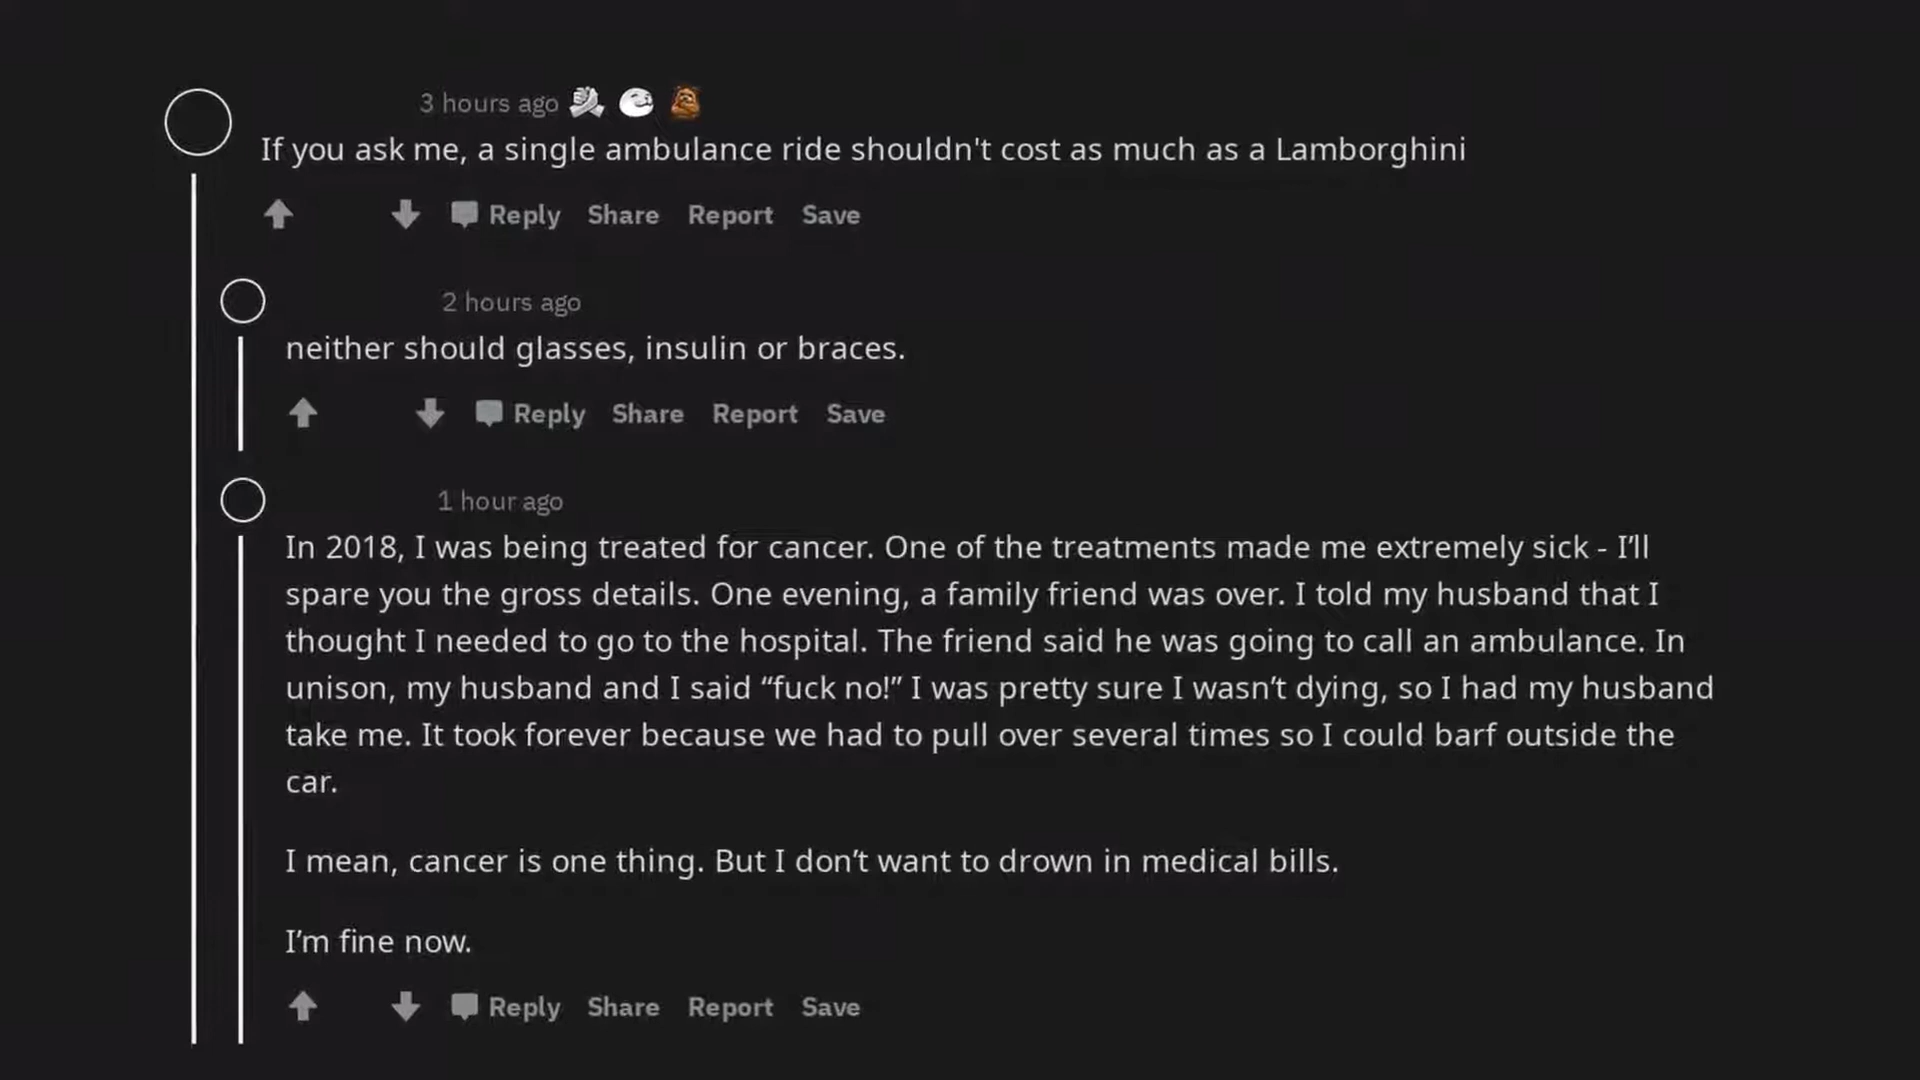 3 hours ago
If you ask me, a single ambulance ride shouldn't cost as much as a Lamborghini
Reply Share Report Save
2 hours ago
neither should glasses, insulin or braces.
Reply Share Report Save
1 hour ago
In 2018, I was being treated for cancer. One of the treatments made me extremely sick - I’ll
spare you the gross details. One evening, a family friend was over. I told my husband that I
thought I needed to go to the hospital. The friend said he was going to call an ambulance. In
unison, my husband and I said “fuck no!” I was pretty sure I wasn’t dying, so I had my husband
take me. It took forever because we had to pull over several times so I could barf outside the
car.
I mean, cancer is one thing. But I don’t want to drown in medical bills.
I’m fine now.
Reply Share Report Save